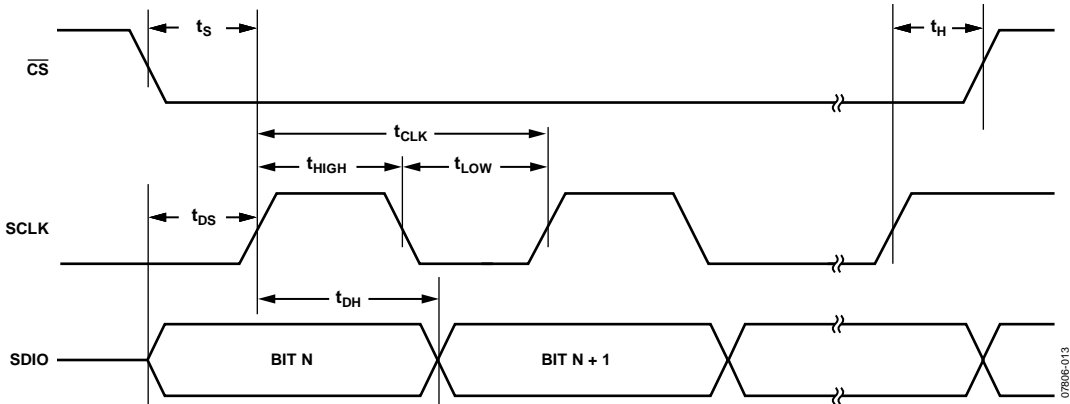 tS
tH
CS
tCLK
tHIGH
tLOW
tDS
SCLK
tDH
SDIO
BIT N
BIT N + 1
07806-013